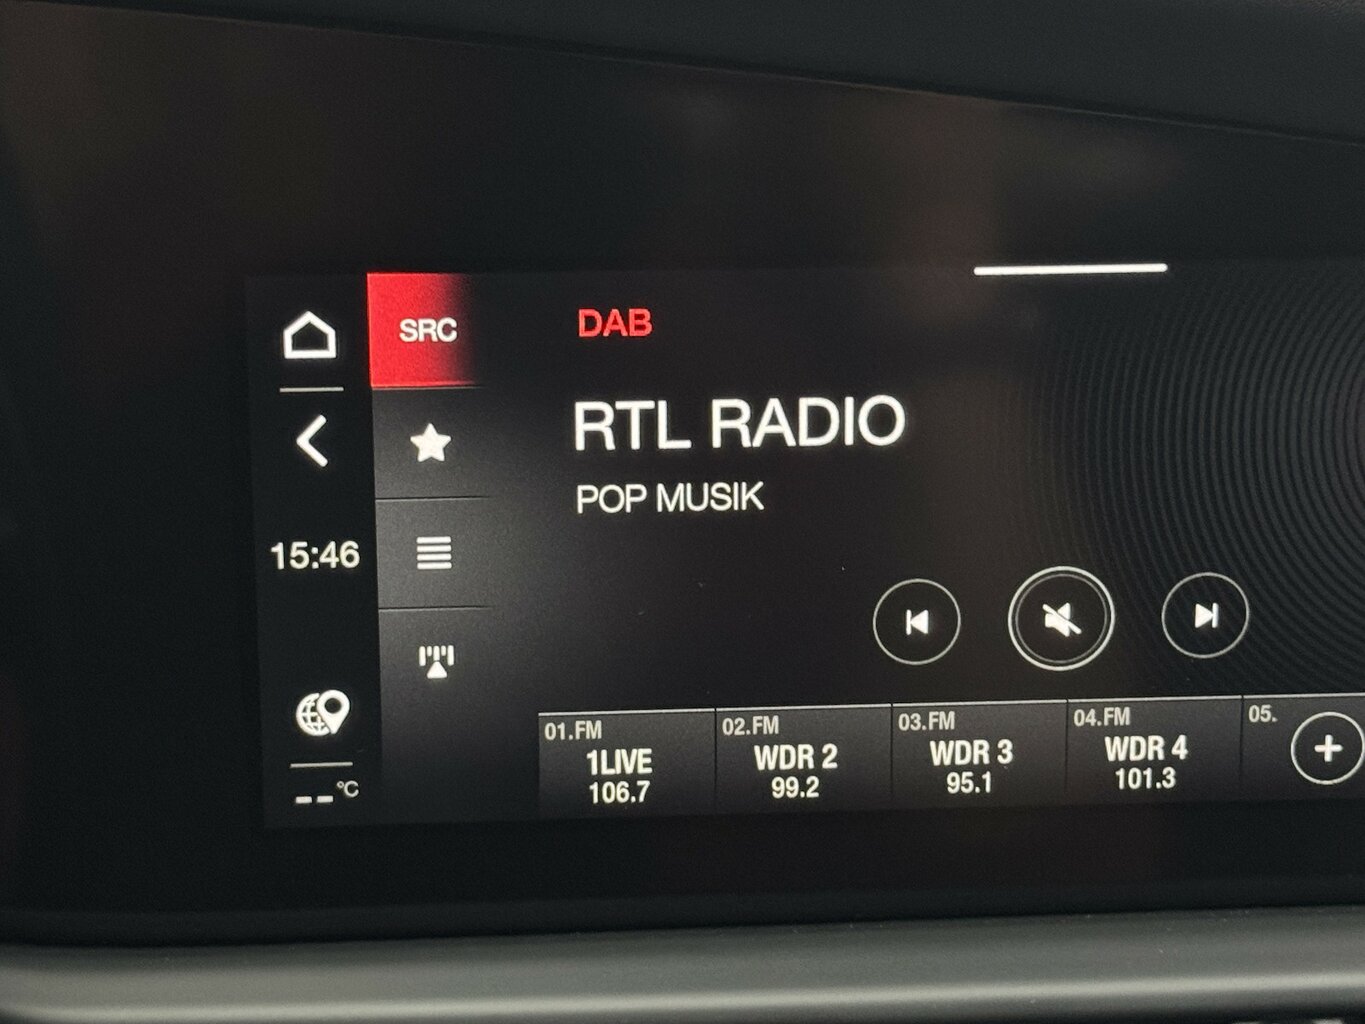 SRC
DAB
RTL RADIO
POP MUSIK
15:46
01.FM
1LIVE
106.7
02.FM
WDR 2
99.2
03.FM
WDR 3
95.1
04.FM
WDR 4
101.3
05.
--°C